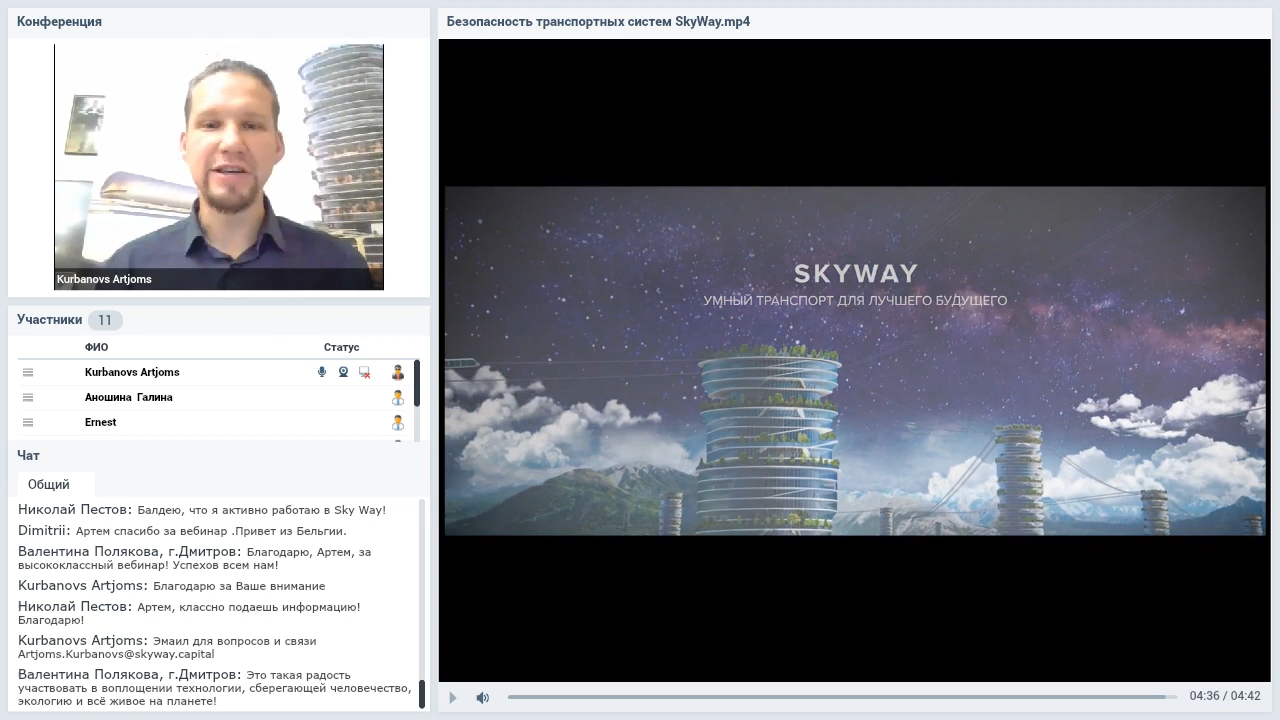 Конференция
Kurbanovs Artjoms
Участники 11
ФИО Статус
Kurbanovs Artjoms
Аношина Галина
Ernest
Чат
Общий
Николай Пестов: Балдею, что я активно работаю в Sky Way!
Dimitrii: Артем спасибо за вебинар .Привет из Бельгии.
Валентина Полякова, г.Дмитров: Благодарю, Артем, за
высококлассный вебинар! Успехов всем нам!
Kurbanovs Artjoms: Благодарю за Ваше внимание
Николай Пестов: Артем, классно подаешь информацию!
Благодарю!
Kurbanovs Artjoms: Эмаил для вопросов и связи
Artjoms.Kurbanovs@skyway.capital
Валентина Полякова, г.Дмитров: Это такая радость
участвовать в воплощении технологии, сберегающей человечество,
экологию и всё живое на планете!
Безопасность транспортных систем SkyWay.mp4
SKYWAY
УМНЫЙ ТРАНСПОРТ ДЛЯ ЛУЧШЕГО БУДУЩЕГО
04:36 / 04:42